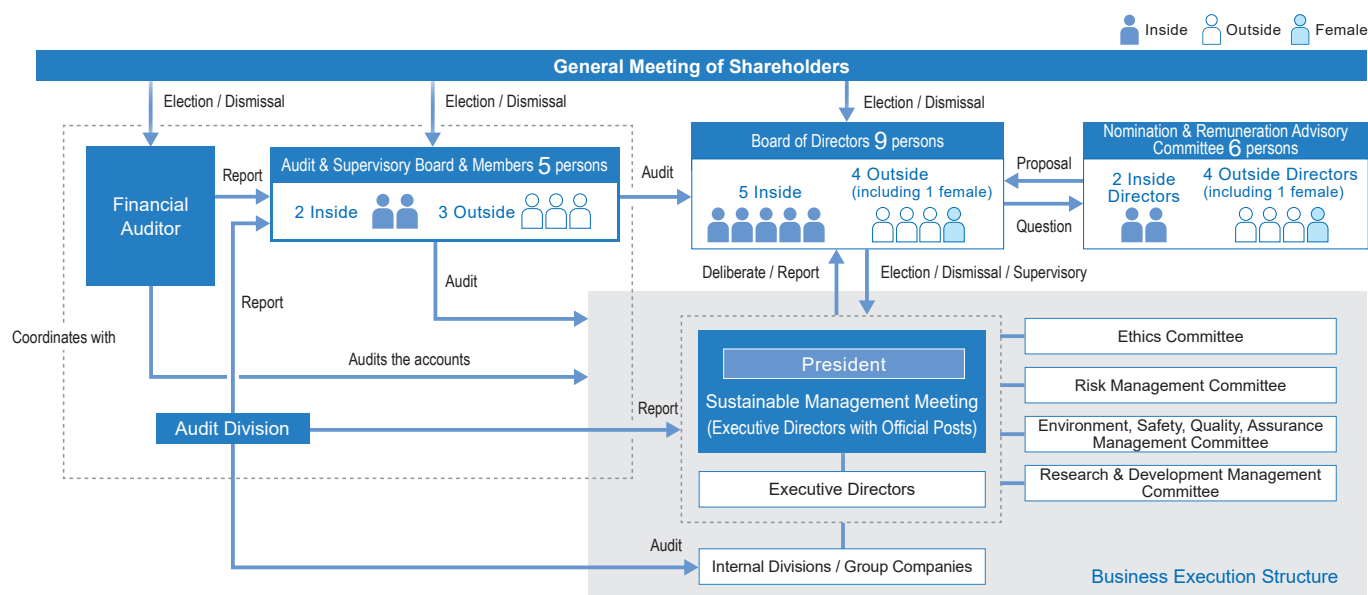 Inside Outside Female
General Meeting of Shareholders
Election / Dismissal
Election / Dismissal
Election / Dismissal
Financial
Auditor
Report
Audit & Supervisory Board & Members 5 persons
2 Inside
3 Outside
Audit
Board of Directors 9 persons
5 Inside
4 Outside
(including 1 female)
Proposal
Question
Nomination & Remuneration Advisory
Committee 6 persons
2 Inside
Directors
4 Outside Directors
(including 1 female)
Deliberate / Report
Election / Dismissal / Supervisory
Audit
Report
Coordinates with
Audits the accounts
Audit Division
Report
President
Sustainable Management Meeting
(Executive Directors with Official Posts)
Executive Directors
Ethics Committee
Risk Management Committee
Environment, Safety, Quality, Assurance
Management Committee
Research & Development Management
Committee
Audit
Internal Divisions / Group Companies
Business Execution Structure